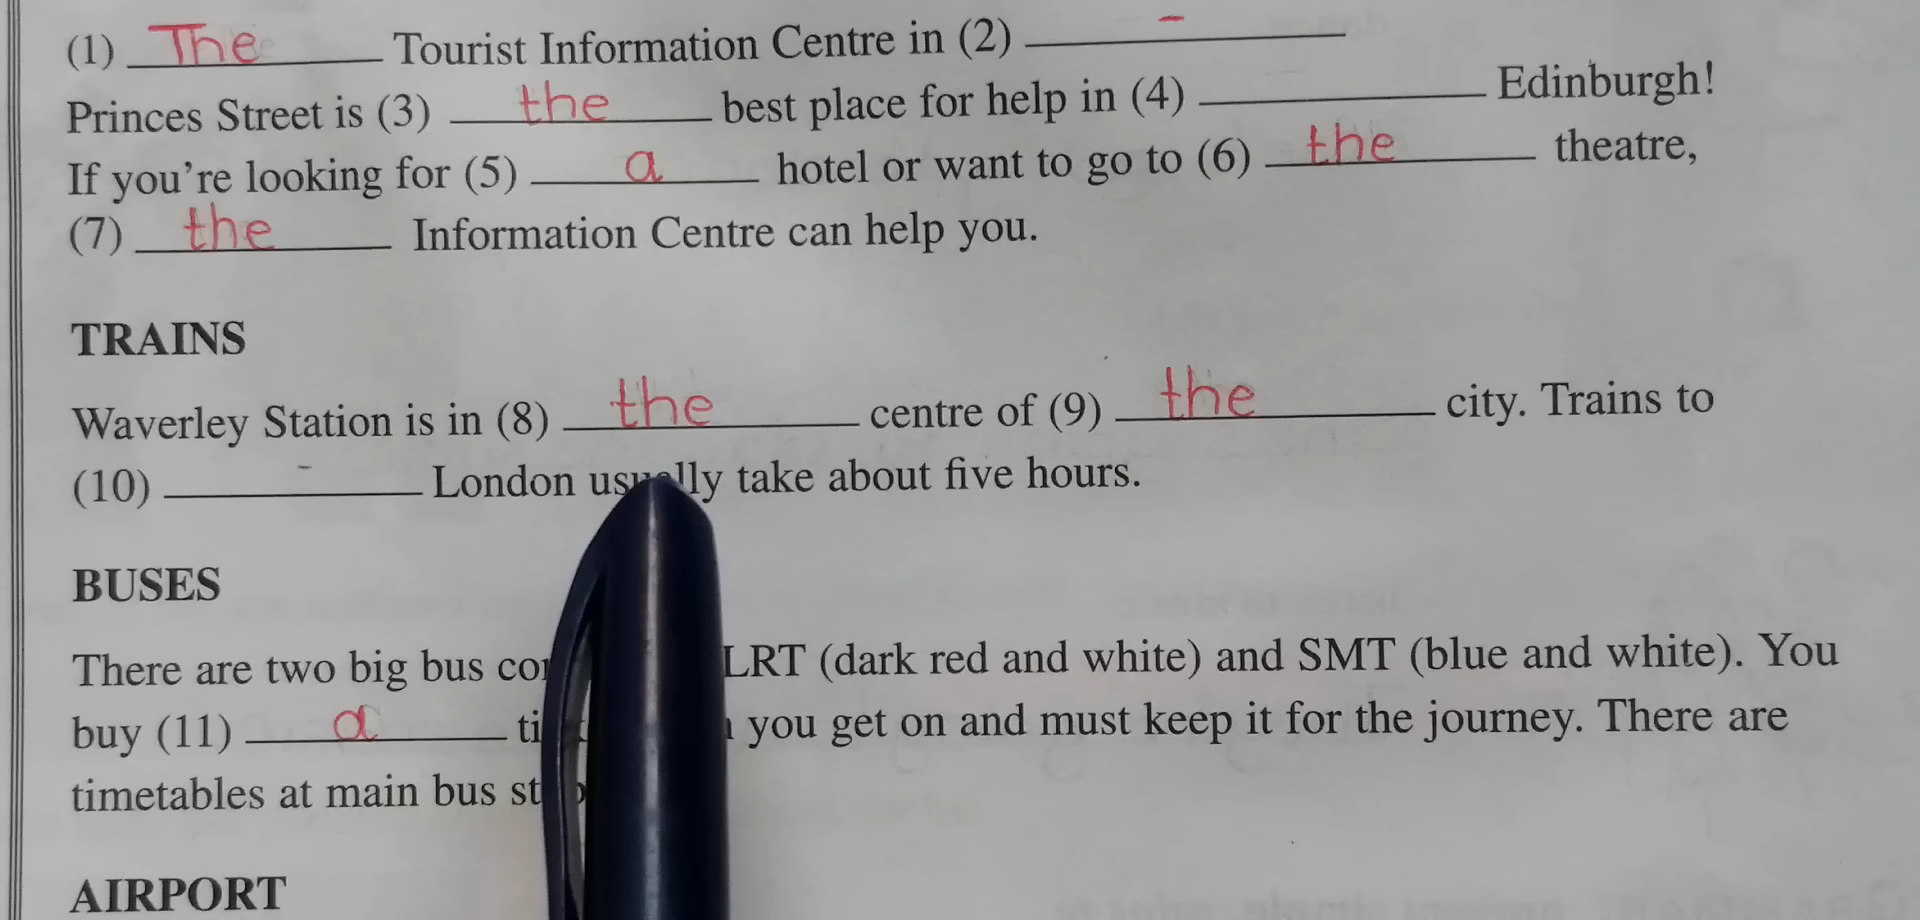 (1) The Tourist Information Centre in (2) -
Princes Street is (3) the best place for help in (4) Edinburgh!
If you're looking for (5) a hotel or want to go to (6) the theatre,
(7) the Information Centre can help you.
TRAINS
Waverley Station is in (8) the centre of (9) the city. Trains to
(10) - London usually take about five hours.
BUSES
There are two big bus LRT (dark red and white) and SMT (blue and white). You
buy (11) a you get on and must keep it for the journey. There are
timetables at main bus
AIRPORT